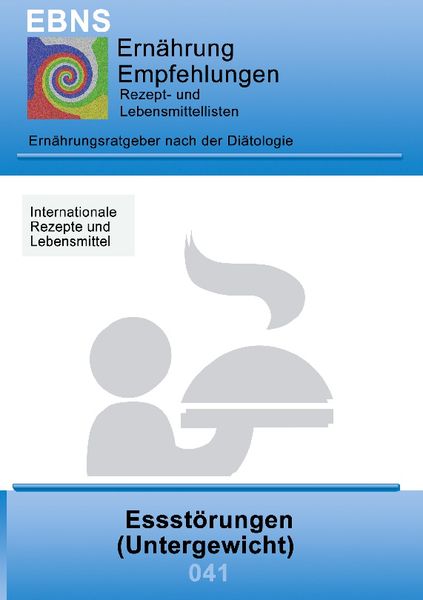 EBNS
Ernährung
Empfehlungen
Rezept- und
Lebensmittellisten
Ernährungsratgeber nach der Diätologie
Internationale
Rezepte und
Lebensmittel
Essstörungen
(Untergewicht)
041